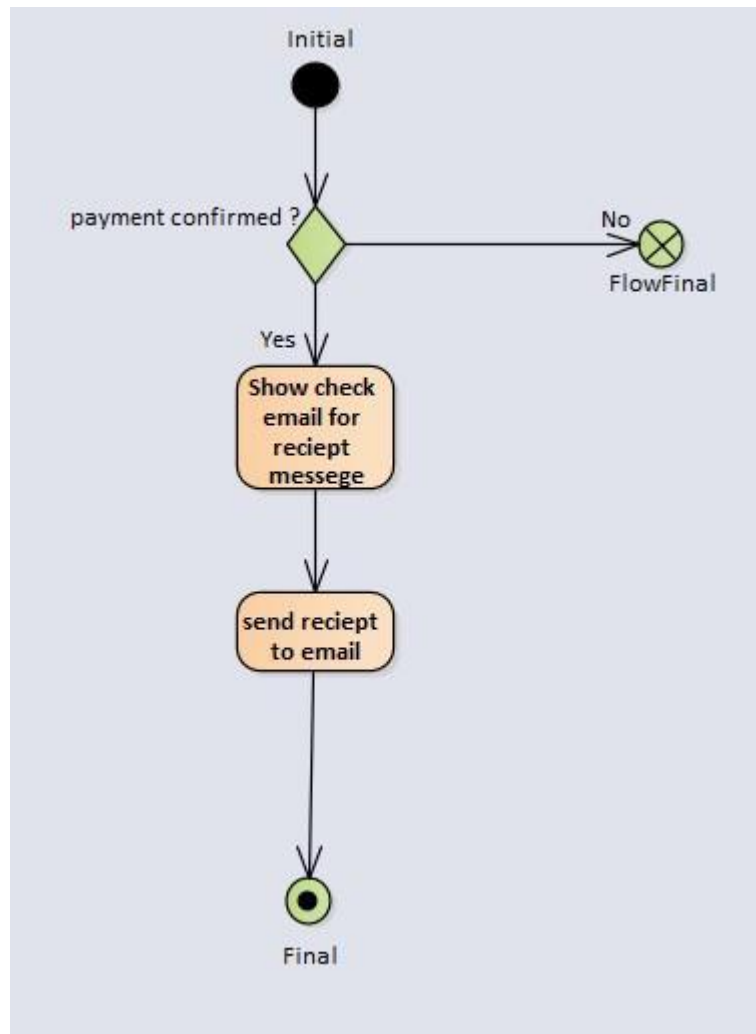 Initial
payment confirmed ?
No
FlowFinal
Yes
Show check
email for
reciept
messege
send reciept
to email
Final